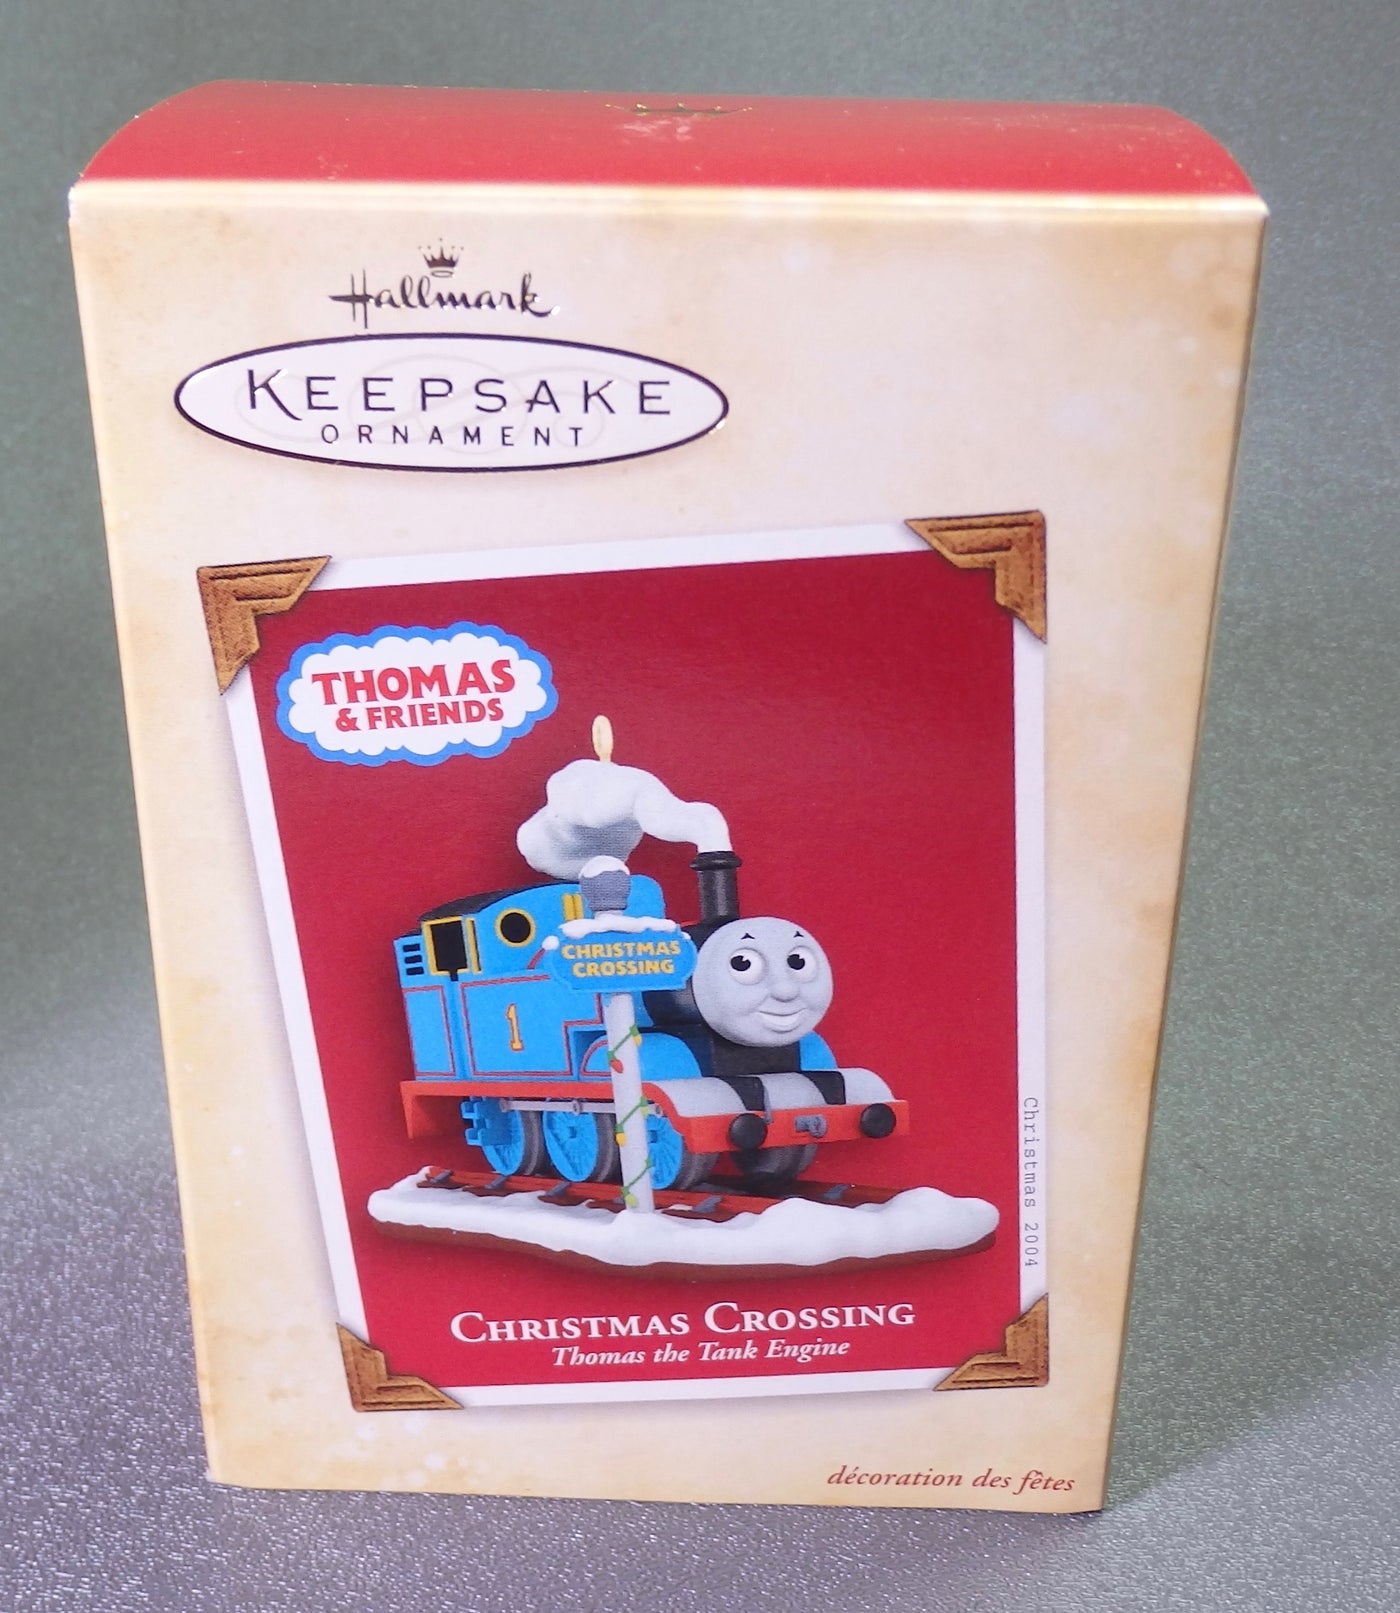 Hallmark
KEEPSAKE
ORNAMENT
THOMAS
& FRIENDS
CHRISTMAS
CROSSING
1
Christmas 2004
CHRISTMAS CROSSING
Thomas the Tank Engine
décoration des fêtes